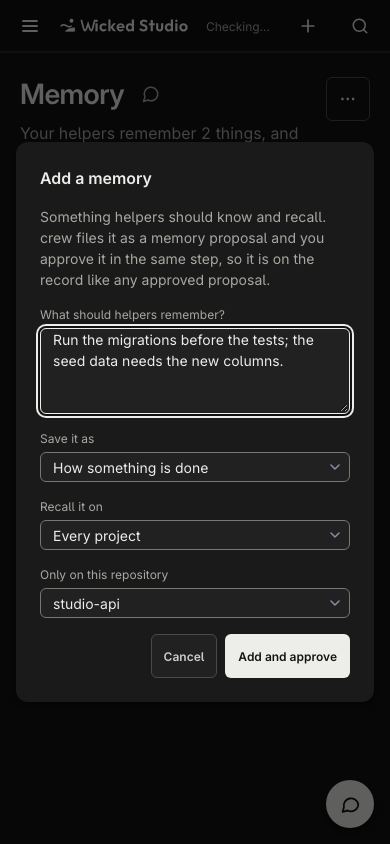 Wicked Studio
Checking...
Memory
Your helpers remember 2 things, and
Add a memory
Something helpers should know and recall.
crew files it as a memory proposal and you
approve it in the same step, so it is on the
record like any approved proposal.
What should helpers remember?
Run the migrations before the tests; the
seed data needs the new columns.
Save it as
How something is done
Recall it on
Every project
Only on this repository
studio-api
Cancel
Add and approve